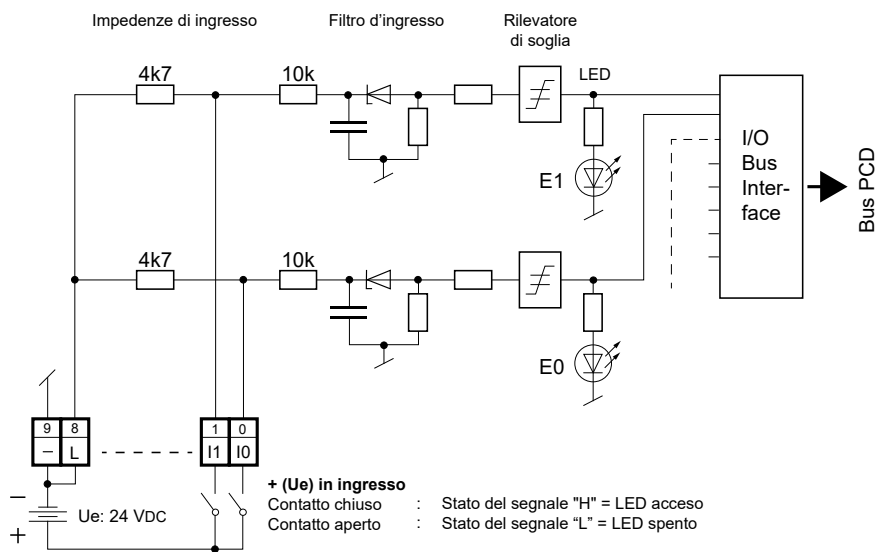 Impedenze di ingresso
Filtro d'ingresso
Rilevatore
di soglia
4k7
10k
LED
E1
I/O
Bus
Inter-
face
Bus PCD
4k7
10k
E0
9
8
1
0
–
L
I1
I0
–
+
Ue: 24 VDC
+ (Ue) in ingresso
Contatto chiuso : Stato del segnale "H" = LED acceso
Contatto aperto : Stato del segnale “L” = LED spento